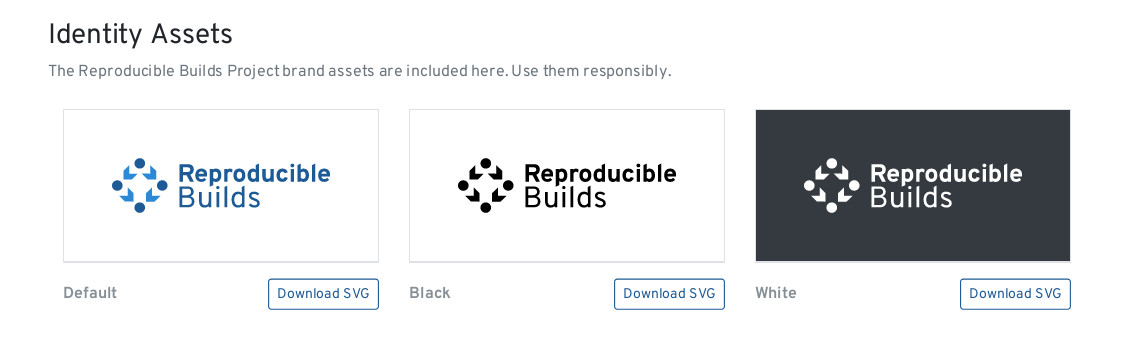 Identity Assets
The Reproducible Builds Project brand assets are included here. Use them responsibly.
Reproducible
Builds
Reproducible
Builds
Reproducible
Builds
Default
Download SVG
Black
Download SVG
White
Download SVG